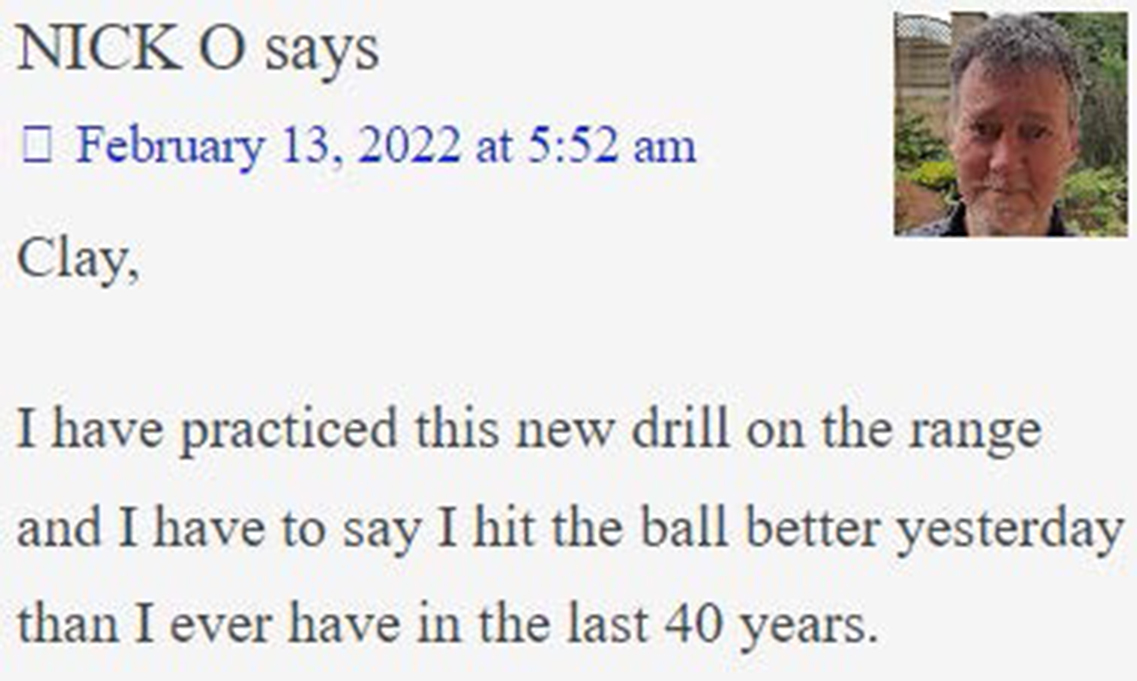 NICK O says
February 13, 2022 at 5:52 am
Clay,
I have practiced this new drill on the range
and I have to say I hit the ball better yesterday
than I ever have in the last 40 years.